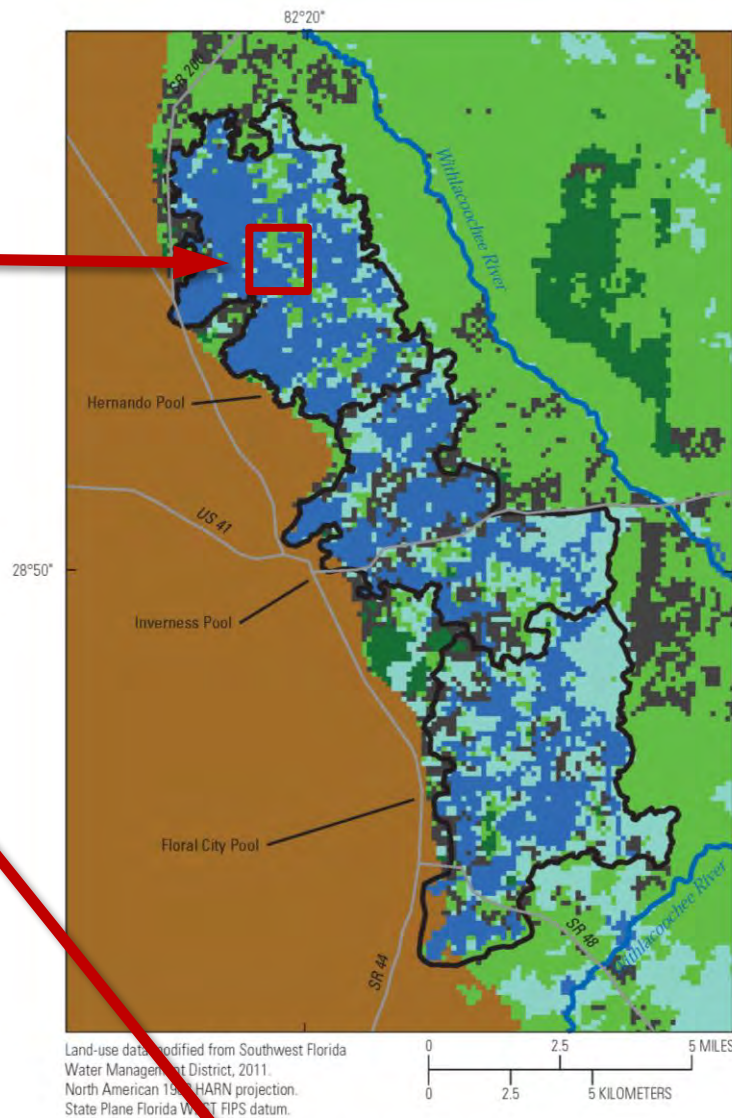 82°20"
SR 200
Withlacoochee River
Hernando Pool
US 41
28°50"
Inverness Pool
Floral City Pool
SR 48
Withlacoochee River
SR 44
Land-use data modified from Southwest Florida
Water Management District, 2011.
North American HARN projection.
State Plane Florida FIPS datum.
0 2.5 5 MILES
0 2.5 5 KILOMETERS